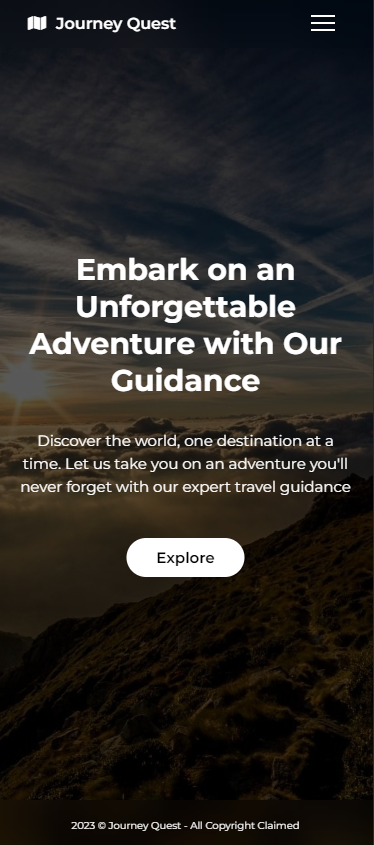 Journey Quest
Embark on an
Unforgettable
Adventure with Our
Guidance
Discover the world, one destination at a
time. Let us take you on an adventure you'll
never forget with our expert travel guidance
Explore
2023 © Journey Quest - All Copyright Claimed